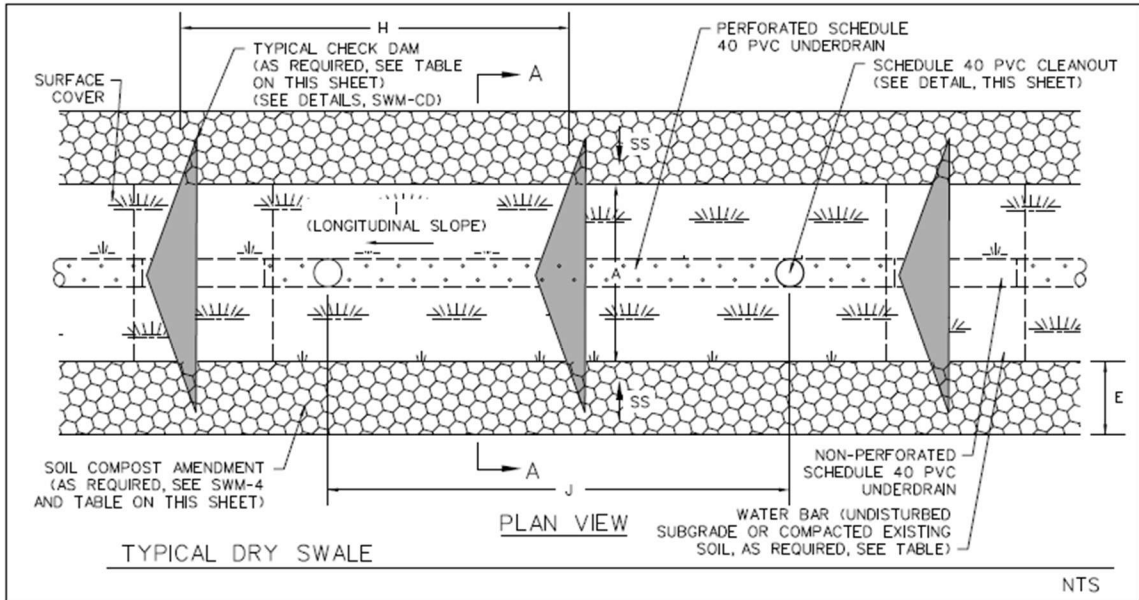 H
TYPICAL CHECK DAM
(AS REQUIRED, SEE TABLE
ON THIS SHEET)
(SEE DETAILS, SWM-CD)
A
PERFORATED SCHEDULE
40 PVC UNDERDRAIN
SCHEDULE 40 PVC CLEANOUT
(SEE DETAIL, THIS SHEET)
SURFACE
COVER
SS
(LONGITUDINAL SLOPE)
A
SS
E
SOIL COMPOST AMENDMENT
(AS REQUIRED, SEE SWM-4
AND TABLE ON THIS SHEET)
A
J
NON-PERFORATED
SCHEDULE 40 PVC
UNDERDRAIN
WATER BAR (UNDISTURBED
SUBGRADE OR COMPACTED EXISTING
SOIL, AS REQUIRED, SEE TABLE)
PLAN VIEW
TYPICAL DRY SWALE
NTS